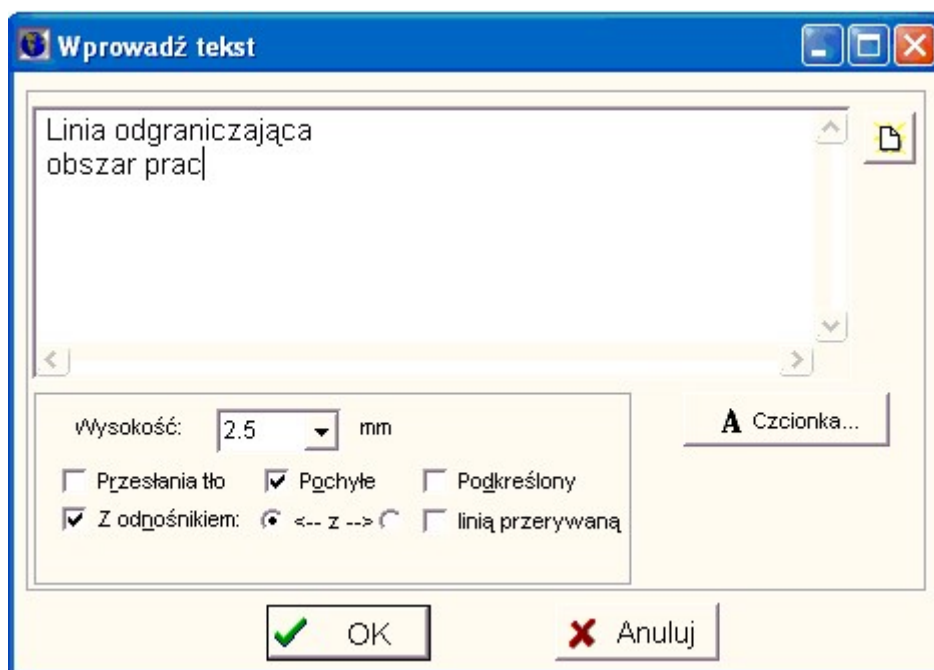 Wprowadź tekst
Linia odgraniczająca
obszar prac
Wysokość: 2.5 mm
A Czcionka...
Przesłania tło Pochyłe Podkreślony
Z odnośnikiem: <-- z --> linią przerywaną
OK Anuluj